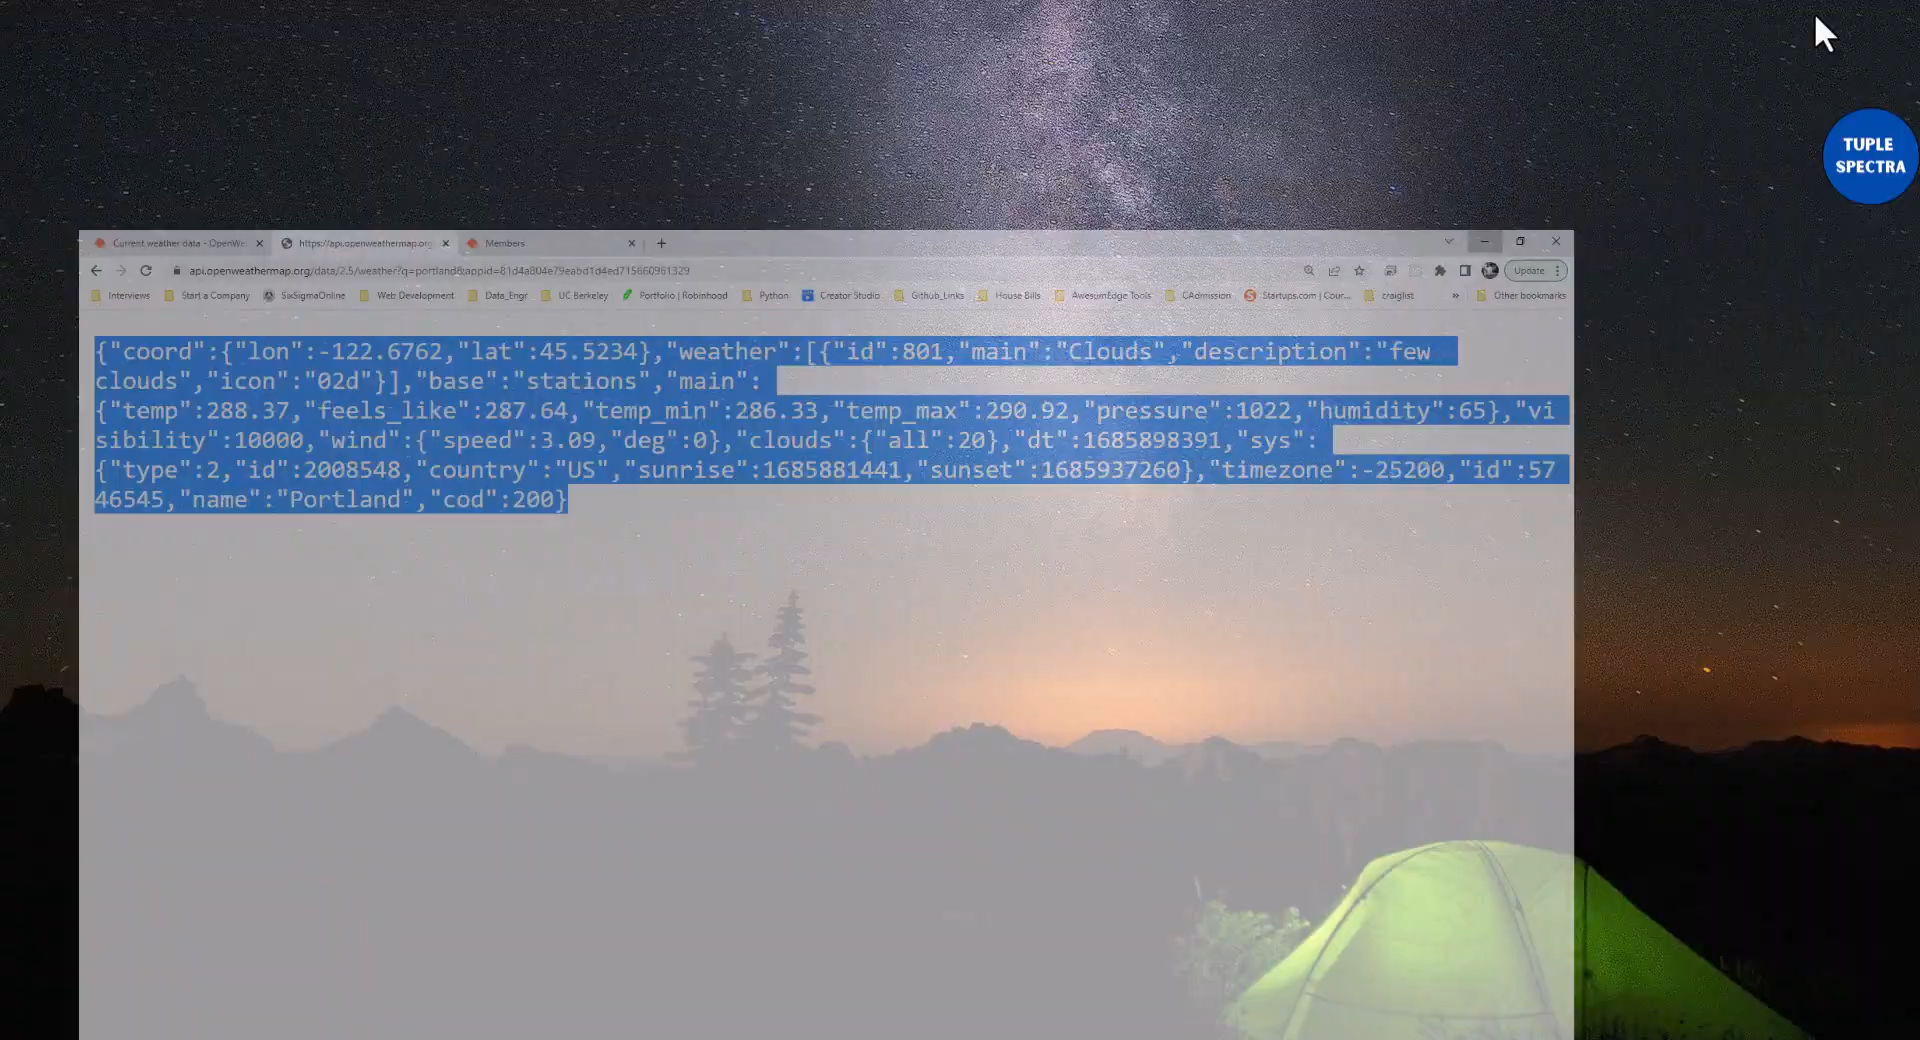 TUPLE
SPECTRA
Current weather data - OpenWe
https://api.openweathermap.org
Members
api.openweathermap.org/data/2.5/weather?q=portland&appid=81d4a804e79eabd1d4ed715660961329
Update
Interviews
Start a Company
SixSigmaOnline
Web Development
Data_Engr
UC Berkeley
Portfolio | Robinhood
Python
Creator Studio
Github_Links
House Bills
AwesumEdge Tools
CAdmission
Startups.com | Cour...
craiglist
»
Other bookmarks
{"coord":{"lon":-122.6762,"lat":45.5234},"weather":[{"id":801,"main":"Clouds","description":"few
clouds","icon":"02d"}],"base":"stations","main":
{"temp":288.37,"feels_like":287.64,"temp_min":286.33,"temp_max":290.92,"pressure":1022,"humidity":65},"vi
sibility":10000,"wind":{"speed":3.09,"deg":0},"clouds":{"all":20},"dt":1685898391,"sys":
{"type":2,"id":2008548,"country":"US","sunrise":1685881441,"sunset":1685937260},"timezone":-25200,"id":57
46545,"name":"Portland","cod":200}